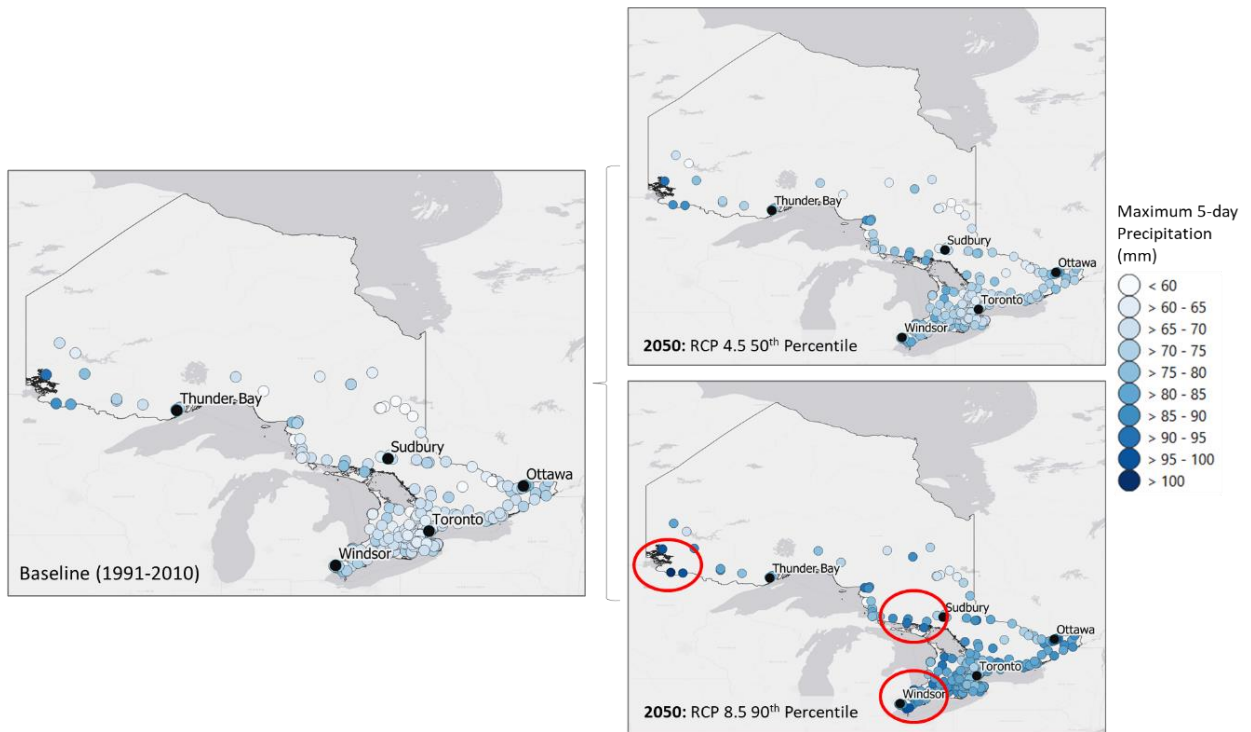 Thunder Bay
Sudbury
Ottawa
Toronto
Windsor
Baseline (1991-2010)
Thunder Bay
Sudbury
Ottawa
Toronto
Windsor
2050: RCP 4.5 50th Percentile
Thunder Bay
Sudbury
Ottawa
Toronto
Windsor
2050: RCP 8.5 90th Percentile
Maximum 5-day
Precipitation
(mm)
< 60
> 60 - 65
> 65 - 70
> 70 - 75
> 75 - 80
> 80 - 85
> 85 - 90
> 90 - 95
> 95 - 100
> 100